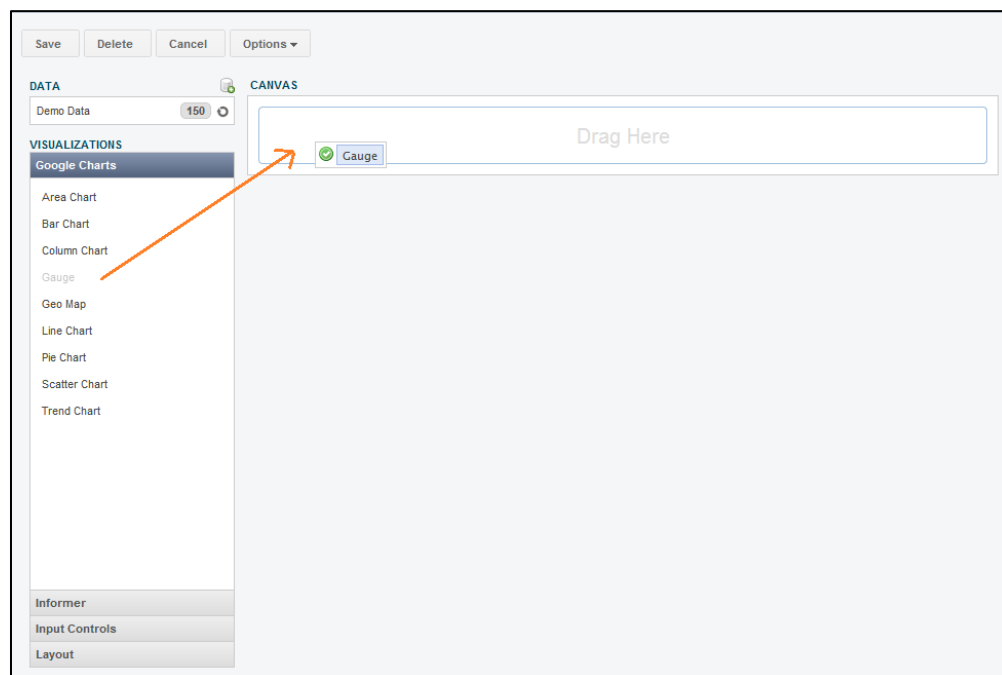 Save Delete Cancel Options
DATA
CANVAS
Demo Data 150
Drag Here
VISUALIZATIONS
Gauge
Google Charts
Area Chart
Bar Chart
Column Chart
Gauge
Geo Map
Line Chart
Pie Chart
Scatter Chart
Trend Chart
Informer
Input Controls
Layout